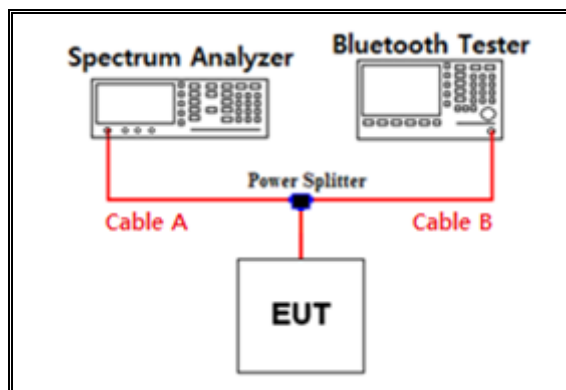 Spectrum Analyzer
Bluetooth Tester
Power Splitter
Cable A
Cable B
EUT